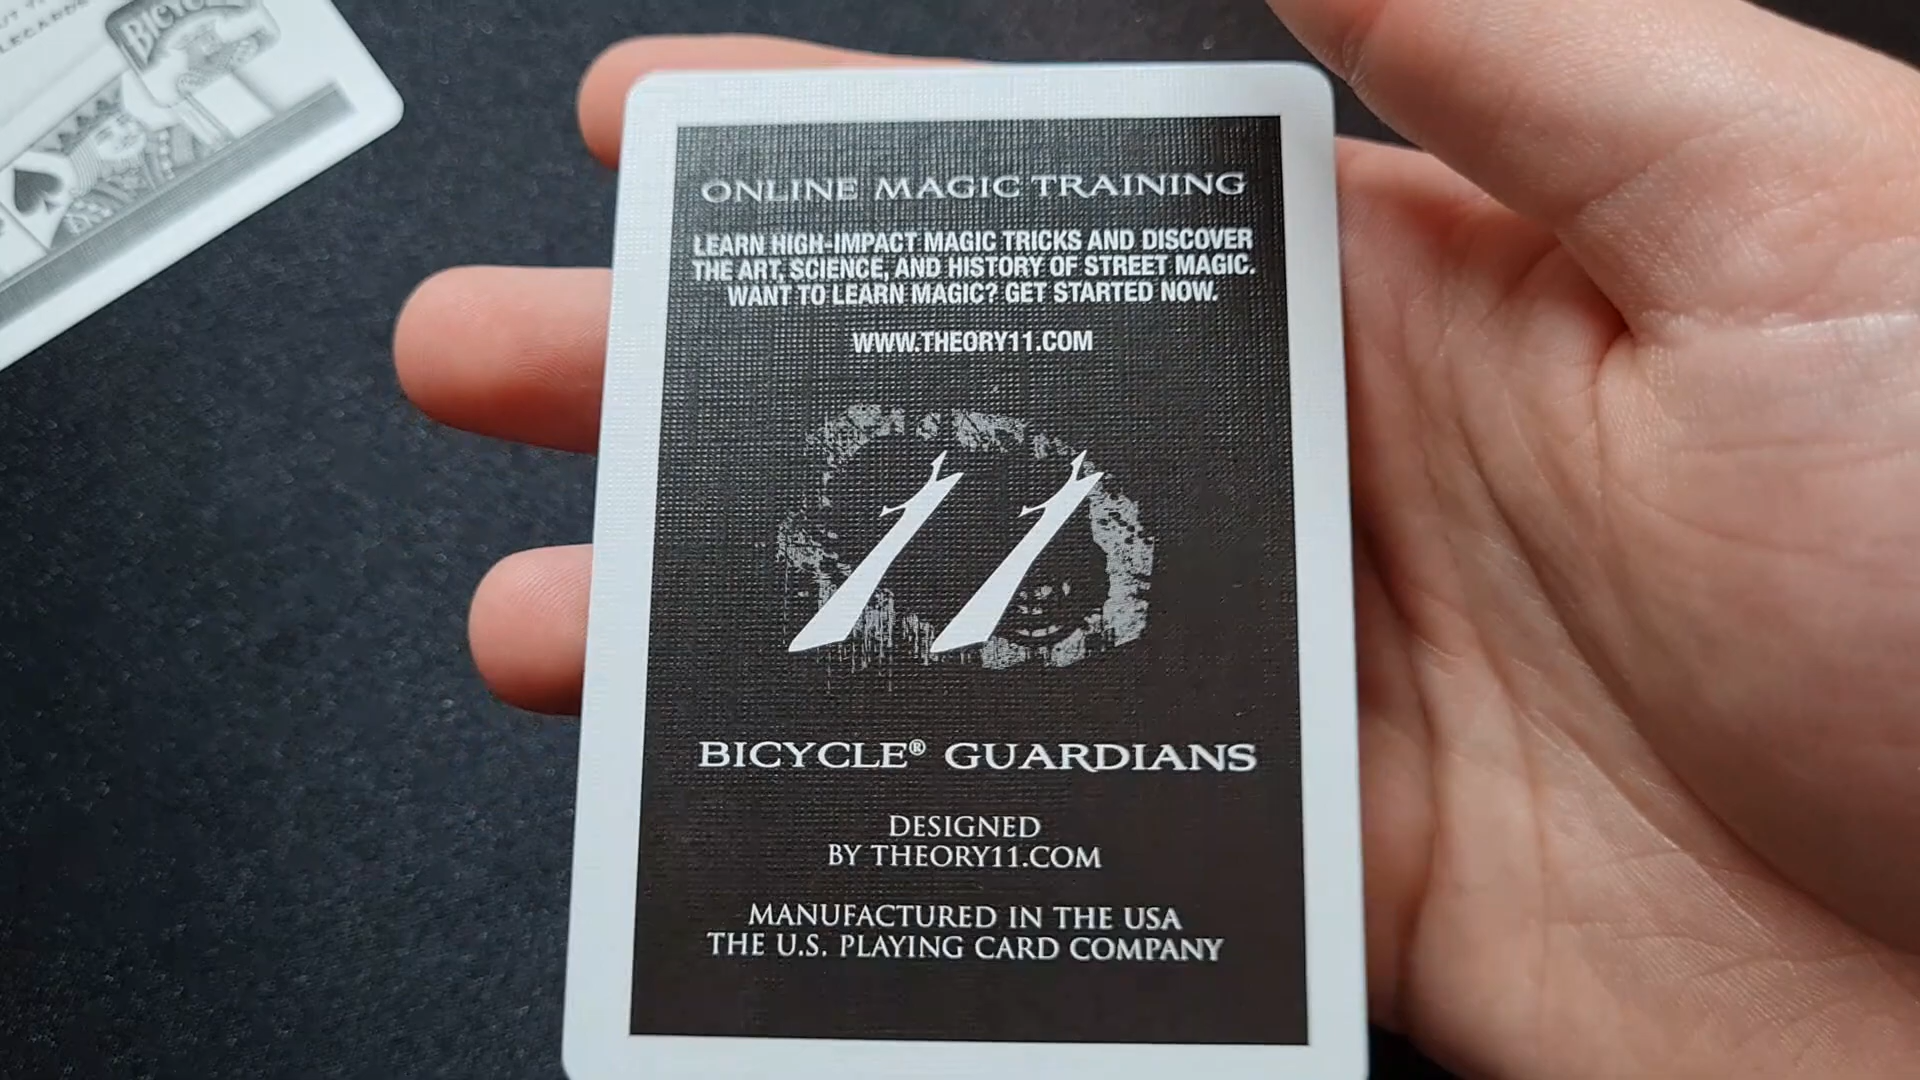 BICYCLE
ONLINE MAGIC TRAINING
LEARN HIGH-IMPACT MAGIC TRICKS AND DISCOVER
THE ART, SCIENCE, AND HISTORY OF STREET MAGIC.
WANT TO LEARN MAGIC? GET STARTED NOW.
WWW.THEORY11.COM
11
BICYCLE® GUARDIANS
DESIGNED
BY THEORY11.COM
MANUFACTURED IN THE USA
THE U.S. PLAYING CARD COMPANY